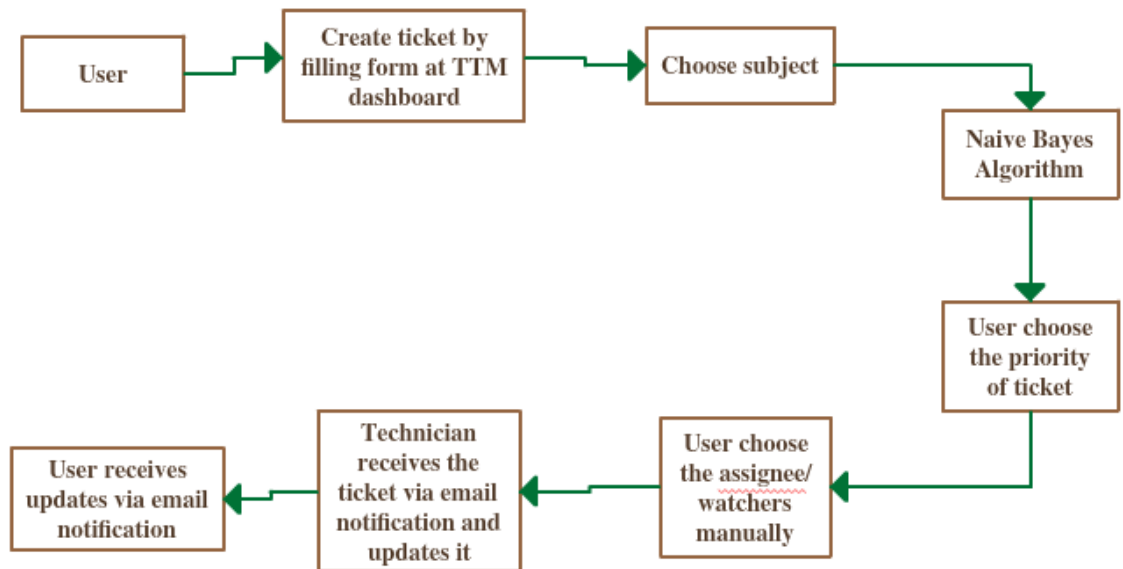 User
Create ticket by
filling form at TTM
dashboard
Choose subject
Naive Bayes
Algorithm
User choose
the priority
of ticket
User choose
the assignee/
watchers
manually
Technician
receives the
ticket via email
notification and
updates it
User receives
updates via email
notification